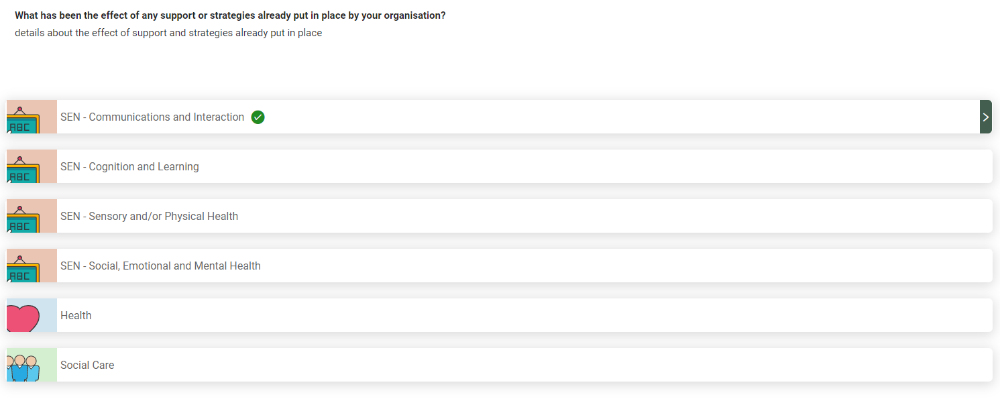 What has been the effect of any support or strategies already put in place by your organisation?
details about the effect of support and strategies already put in place
ABC
SEN - Communications and Interaction
ABC
SEN - Cognition and Learning
ABC
SEN - Sensory and/or Physical Health
ABC
SEN - Social, Emotional and Mental Health
Health
Social Care